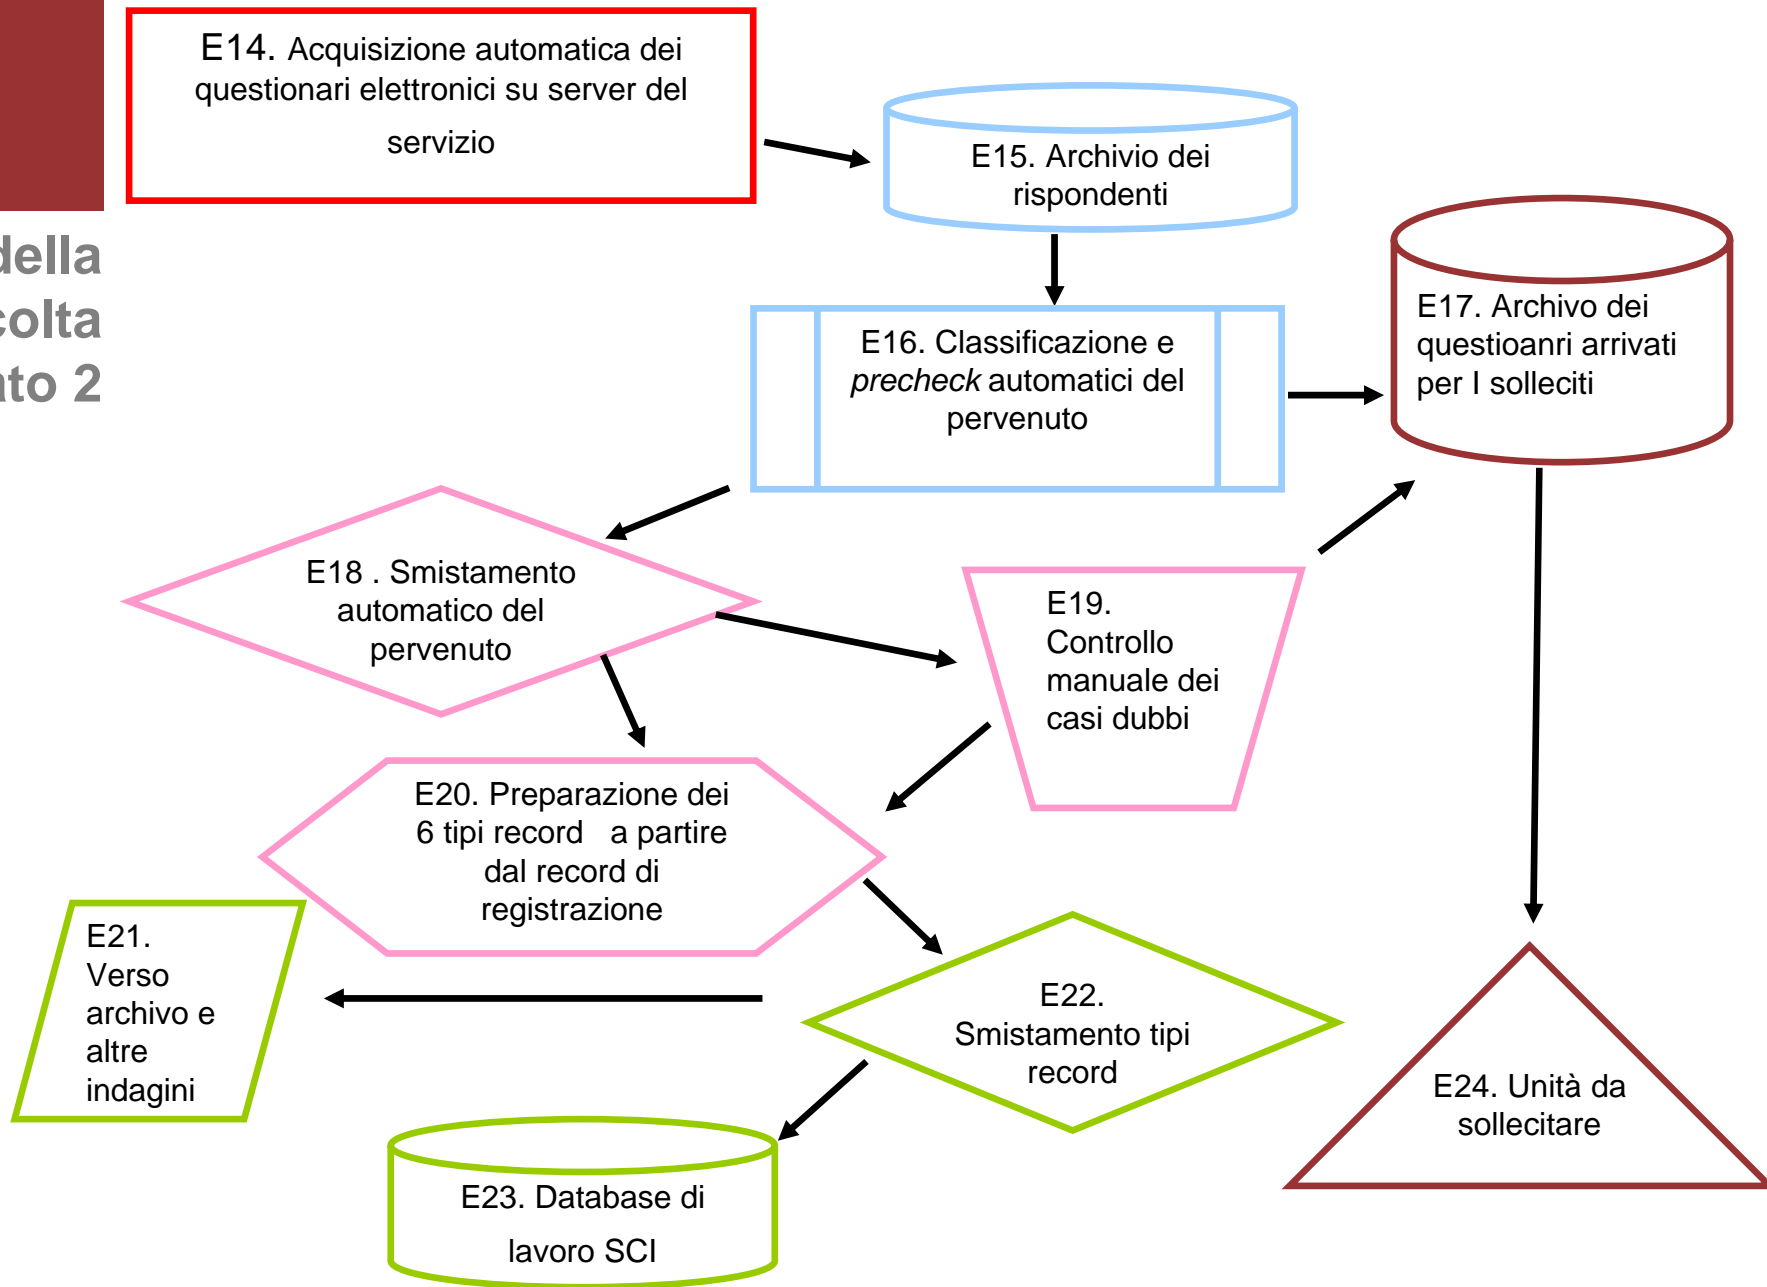 E14. Acquisizione automatica dei
questionari elettronici su server del
servizio
E15. Archivio dei
rispondenti
della
colta
ato 2
E17. Archivo dei
questioanri arrivati
per I solleciti
E16. Classificazione e
precheck automatici del
pervenuto
E18 . Smistamento
automatico del
pervenuto
E19.
Controllo
manuale dei
casi dubbi
E20. Preparazione dei
6 tipi record   a partire
dal record di
registrazione
E21.
Verso
archivo e
altre
indagini
E22.
Smistamento tipi
record
E24. Unità da
sollecitare
E23. Database di
lavoro SCI